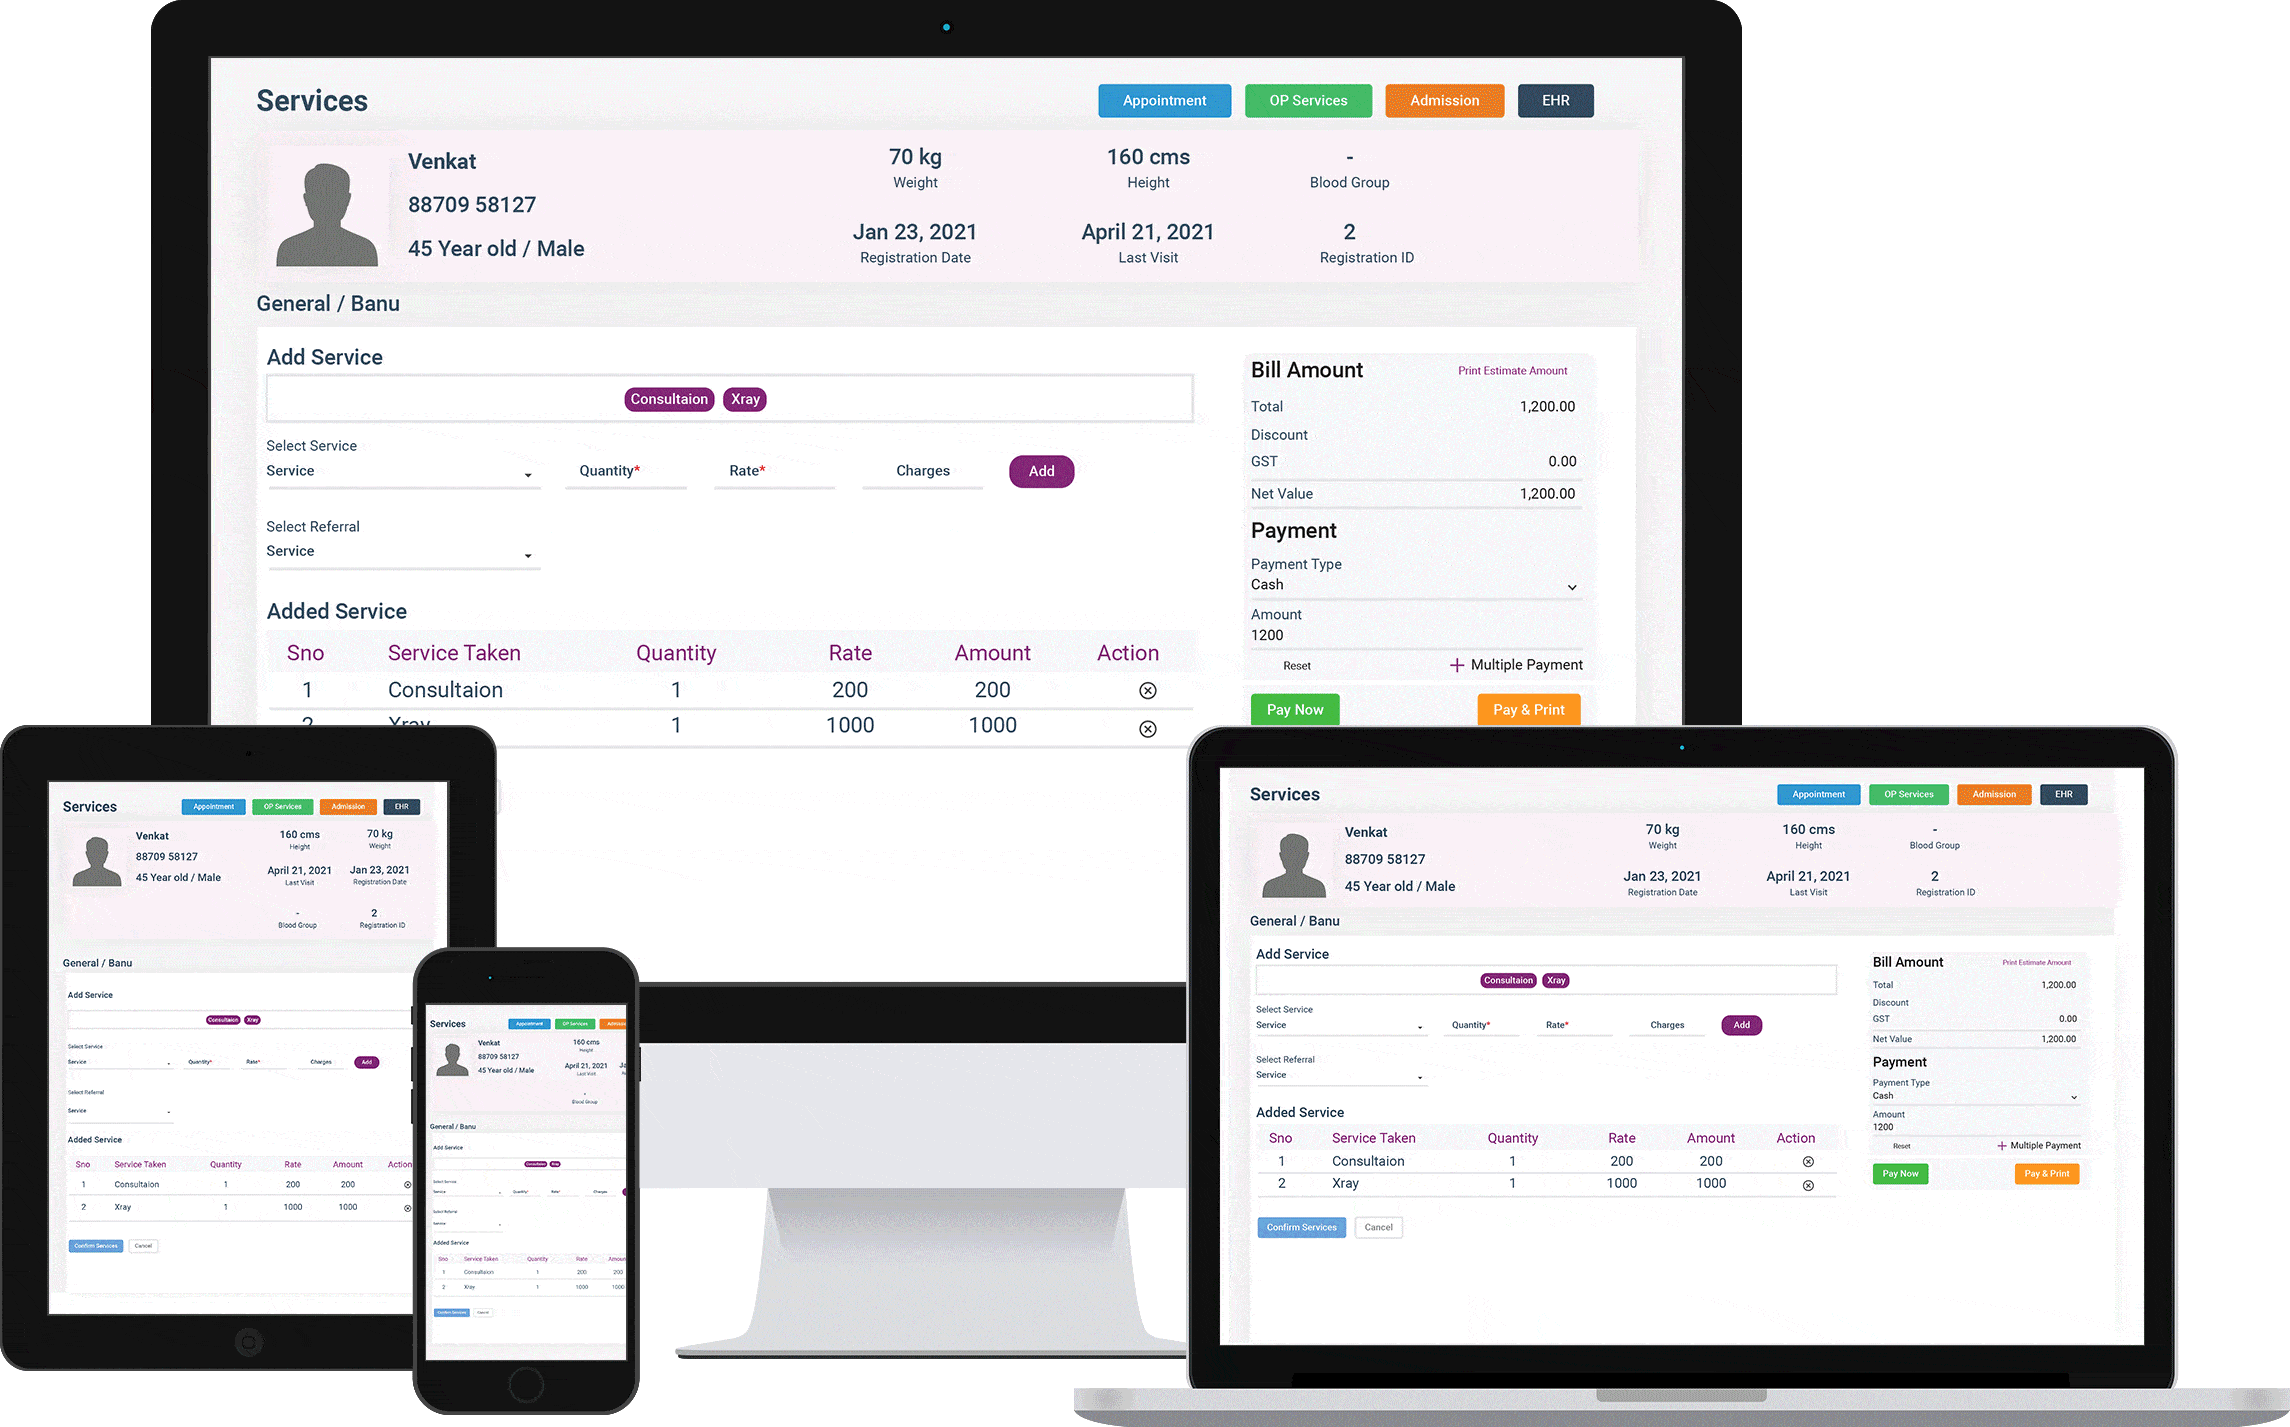 Services
Appointment OP Services Admission EHR
Venkat
88709 58127
45 Year old / Male
70 kg 160 cms -
Weight Height Blood Group
Jan 23, 2021 April 21, 2021 2
Registration Date Last Visit Registration ID
General / Banu
Add Service
Consultaion Xray
Select Service
Service Quantity* Rate* Charges Add
Select Referral
Service
Added Service
Sno Service Taken Quantity Rate Amount Action
1 Consultaion 1 200 200
2 Xray 1 1000 1000
Bill Amount Print Estimate Amount
Total 1,200.00
Discount
GST 0.00
Net Value 1,200.00
Payment
Payment Type
Cash
Amount
1200
Reset + Multiple Payment
Pay Now Pay & Print
Services
Appointment OP Services Admission EHR
Venkat
88709 58127
45 Year old / Male
160 cms 70 kg
Height Weight
April 21, 2021 Jan 23, 2021
Last Visit Registration Date
- 2
Blood Group Registration ID
General / Banu
Add Service
Consultaion Xray
Select Service
Service Quantity* Rate* Charges Add
Select Referral
Service
Added Service
Sno Service Taken Quantity Rate Amount Action
1 Consultaion 1 200 200
2 Xray 1 1000 1000
Confirm Services Cancel
Services
Appointment OP Services Admission
Venkat
88709 58127
45 Year old / Male
160 cms
Height
April 21, 2021 Ja
Last Visit
-
Blood Group
General / Banu
Add Service
Consultaion Xray
Select Service
Service Quantity* Rate* Charges
Select Referral
Service
Added Service
Sno Service Taken Quantity Rate Amount
1 Consultaion 1 200 200
2 Xray 1 1000 1000
Confirm Services Cancel
Services
Appointment OP Services Admission EHR
Venkat
88709 58127
45 Year old / Male
70 kg 160 cms -
Weight Height Blood Group
Jan 23, 2021 April 21, 2021 2
Registration Date Last Visit Registration ID
General / Banu
Add Service
Consultaion Xray
Select Service
Service Quantity* Rate* Charges Add
Select Referral
Service
Added Service
Sno Service Taken Quantity Rate Amount Action
1 Consultaion 1 200 200
2 Xray 1 1000 1000
Confirm Services Cancel
Bill Amount Print Estimate Amount
Total 1,200.00
Discount
GST 0.00
Net Value 1,200.00
Payment
Payment Type
Cash
Amount
1200
Reset + Multiple Payment
Pay Now Pay & Print